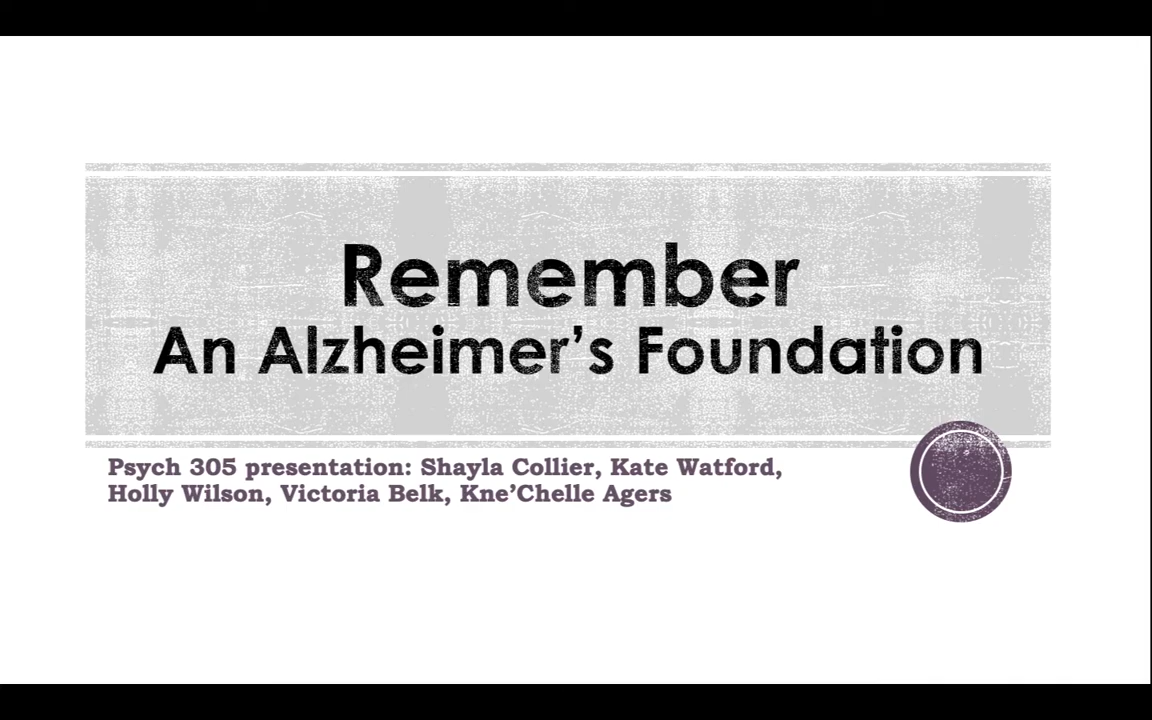 Remember
An Alzheimer’s Foundation
Psych 305 presentation: Shayla Collier, Kate Watford,
Holly Wilson, Victoria Belk, Kne’Chelle Agers